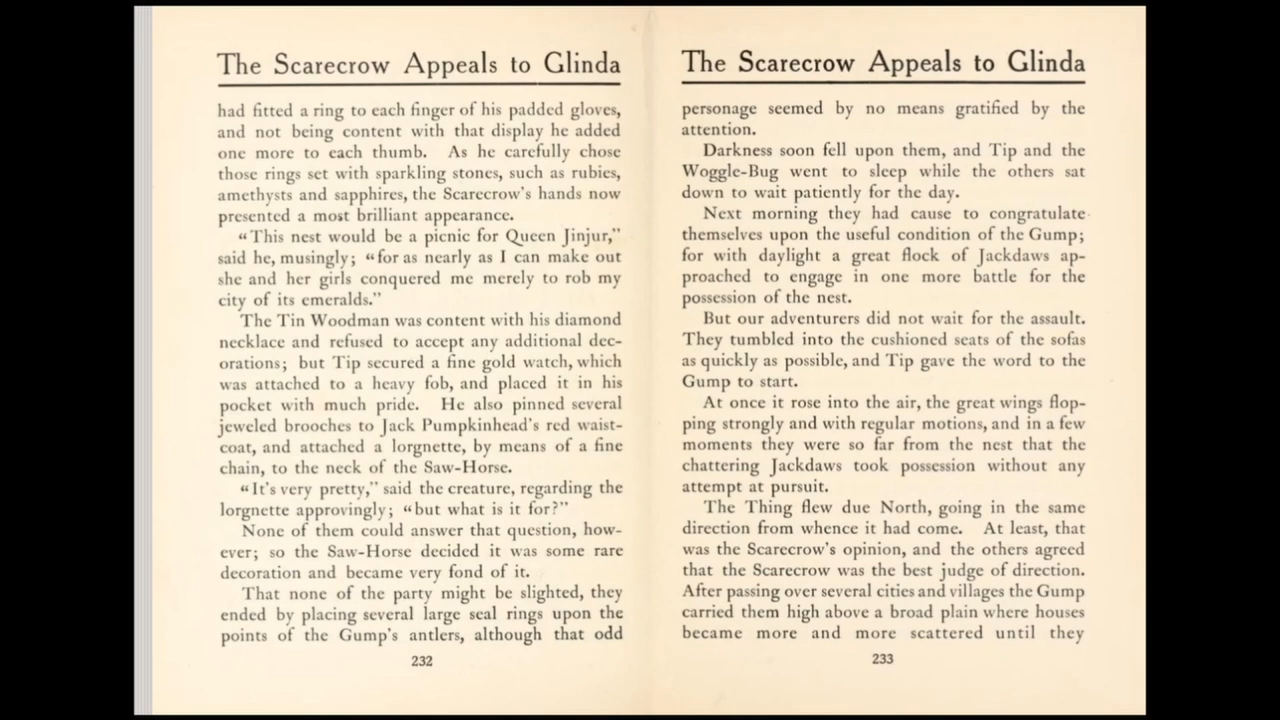 The Scarecrow Appeals to Glinda
had fitted a ring to each finger of his padded gloves,
and not being content with that display he added
one more to each thumb. As he carefully chose
those rings set with sparkling stones, such as rubies,
amethysts and sapphires, the Scarecrow's hands now
presented a most brilliant appearance.
"This nest would be a picnic for Queen Jinjur,"
said he, musingly; "for as nearly as I can make out
she and her girls conquered me merely to rob my
city of its emeralds."
The Tin Woodman was content with his diamond
necklace and refused to accept any additional dec-
orations; but Tip secured a fine gold watch, which
was attached to a heavy fob, and placed it in his
pocket with much pride. He also pinned several
jeweled brooches to Jack Pumpkinhead's red waist-
coat, and attached a lorgnette, by means of a fine
chain, to the neck of the Saw-Horse.
"It's very pretty," said the creature, regarding the
lorgnette approvingly; "but what is it for?"
None of them could answer that question, how-
ever; so the Saw-Horse decided it was some rare
decoration and became very fond of it.
That none of the party might be slighted, they
ended by placing several large seal rings upon the
points of the Gump's antlers, although that odd
232
The Scarecrow Appeals to Glinda
personage seemed by no means gratified by the
attention.
Darkness soon fell upon them, and Tip and the
Woggle-Bug went to sleep while the others sat
down to wait patiently for the day.
Next morning they had cause to congratulate
themselves upon the useful condition of the Gump;
for with daylight a great flock of Jackdaws ap-
proached to engage in one more battle for the
possession of the nest.
But our adventurers did not wait for the assault.
They tumbled into the cushioned seats of the sofas
as quickly as possible, and Tip gave the word to the
Gump to start.
At once it rose into the air, the great wings flop-
ping strongly and with regular motions, and in a few
moments they were so far from the nest that the
chattering Jackdaws took possession without any
attempt at pursuit.
The Thing flew due North, going in the same
direction from whence it had come. At least, that
was the Scarecrow's opinion, and the others agreed
that the Scarecrow was the best judge of direction.
After passing over several cities and villages the Gump
carried them high above a broad plain where houses
became more and more scattered until they
233